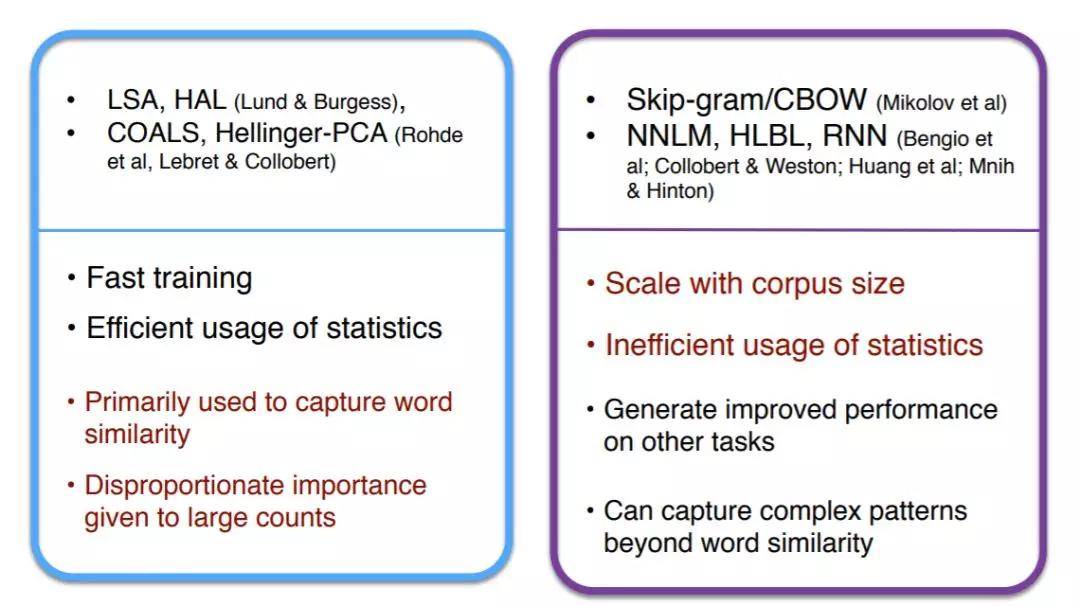 • LSA, HAL (Lund & Burgess),
• COALS, Hellinger-PCA (Rohde
et al, Lebret & Collobert)
• Fast training
• Efficient usage of statistics
• Primarily used to capture word
similarity
• Disproportionate importance
given to large counts
• Skip-gram/CBOW (Mikolov et al)
• NNLM, HLBL, RNN (Bengio et
al; Collobert & Weston; Huang et al; Mnih
& Hinton)
• Scale with corpus size
• Inefficient usage of statistics
• Generate improved performance
on other tasks
• Can capture complex patterns
beyond word similarity